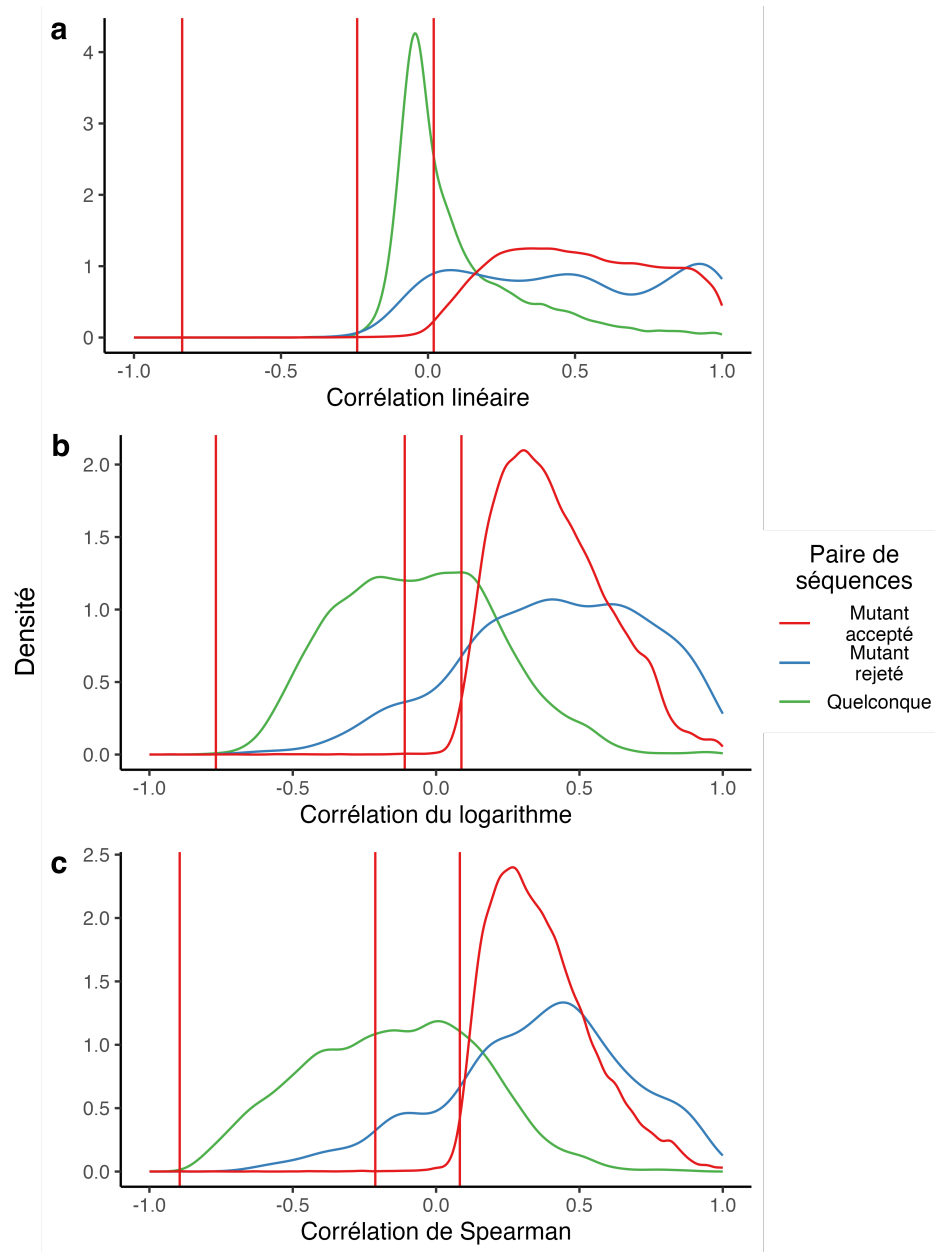 a
4
3
2
1
0
-1.0 -0.5 0.0 0.5 1.0
Corrélation linéaire
b
2.0
1.5
1.0
0.5
0.0
-1.0 -0.5 0.0 0.5 1.0
Corrélation du logarithme
Densité
c
2.5
2.0
1.5
1.0
0.5
0.0
-1.0 -0.5 0.0 0.5 1.0
Corrélation de Spearman
Paire de
séquences
Mutant
accepté
Mutant
rejeté
Quelconque